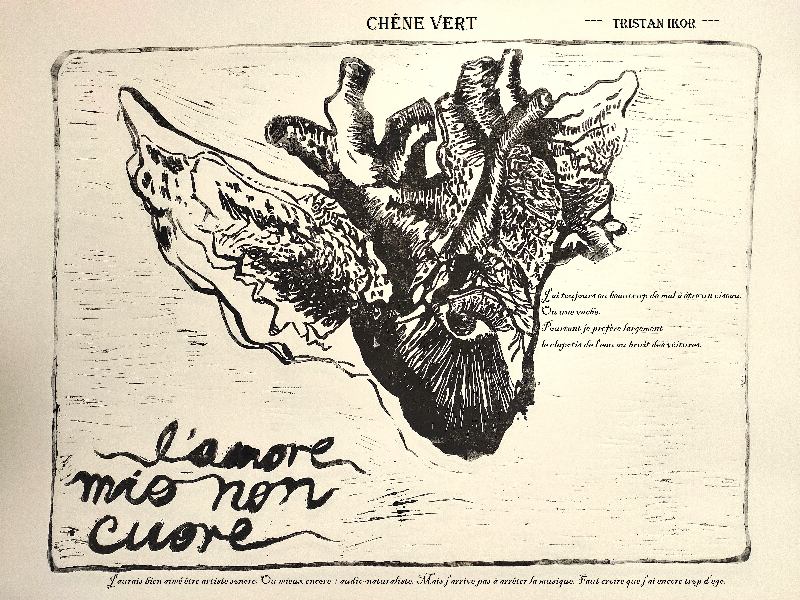 CHÊNE VERT
--- TRISTAN IKOR ---
J'ai toujours eu beaucoup de mal à être un oiseau.
Ou une vache.
Pourtant je préfère largement
le clapotis de l'eau au bruit des voitures.
l'amore
mio non
cuore
J'aurais bien aimé être artiste sonore. Ou mieux encore : audio-naturaliste. Mais j'arrive pas à arrêter la musique. Faut croire que j'ai encore trop d'ego.